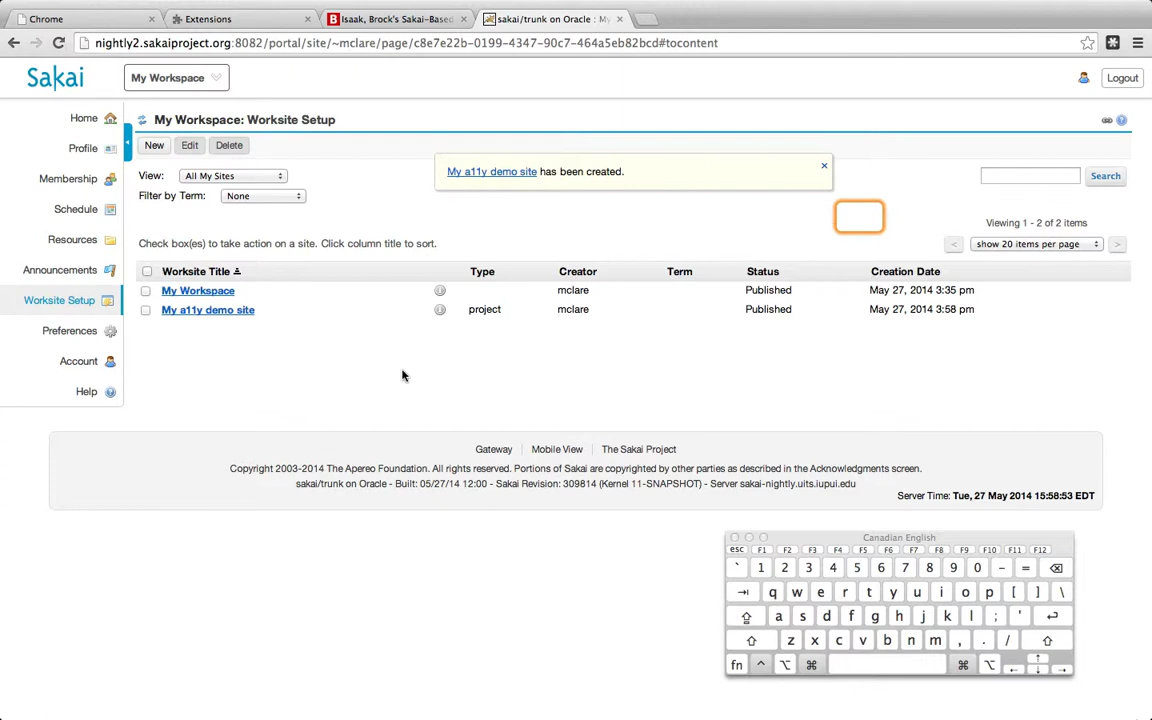 Chrome
Extensions
Isaak, Brock's Sakai-Based
sakai/trunk on Oracle : My
nightly2.sakaiproject.org:8082/portal/site/~mclare/page/c8e7e22b-0199-4347-90c7-464a5eb82bcd#tocontent
Sakai
My Workspace
Logout
Home
Profile
Membership
Schedule
Resources
Announcements
Worksite Setup
Preferences
Account
Help
My Workspace: Worksite Setup
New Edit Delete
My a11y demo site has been created.
View: All My Sites
Search
Filter by Term: None
Viewing 1 - 2 of 2 items
Check box(es) to take action on a site. Click column title to sort.
< show 20 items per page >
Worksite Title Type Creator Term Status Creation Date
My Workspace mclare Published May 27, 2014 3:35 pm
My a11y demo site project mclare Published May 27, 2014 3:58 pm
Gateway Mobile View The Sakai Project
Copyright 2003-2014 The Apereo Foundation. All rights reserved. Portions of Sakai are copyrighted by other parties as described in the Acknowledgments screen.
sakai/trunk on Oracle - Built: 05/27/14 12:00 - Sakai Revision: 309814 (Kernel 11-SNAPSHOT) - Server sakai-nightly.uits.iupui.edu
Server Time: Tue, 27 May 2014 15:58:53 EDT
Canadian English
esc F1 F2 F3 F4 F5 F6 F7 F8 F9 F10 F11 F12
` 1 2 3 4 5 6 7 8 9 0 - = ⌫
⇥ q w e r t y u i o p [ ] \
⇪ a s d f g h j k l ; ' ↩
⇧ z x c v b n m , . / ⇧
fn ^ ⌥ ⌘ ⌘ ⌥ ← ↑ ↓ →